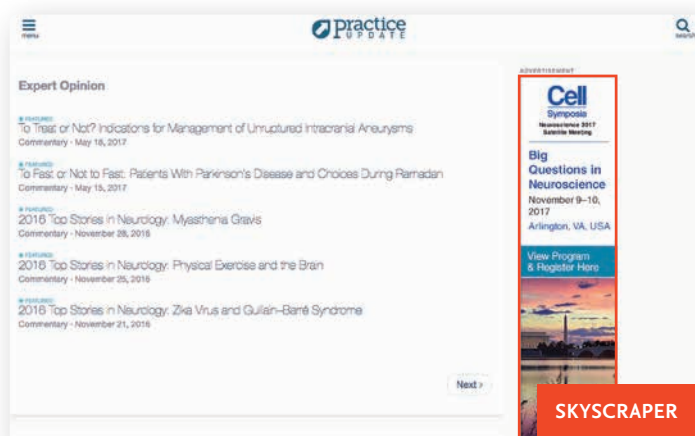 menu
practice
UPDATE
search
Expert Opinion
FEATURED
To Treat or Not? Indications for Management of Unruptured Intracranial Aneurysms
Commentary - May 18, 2017
FEATURED
To Fast or Not to Fast: Patients With Parkinson's Disease and Choices During Ramadan
Commentary - May 15, 2017
FEATURED
2016 Top Stories in Neurology: Myasthenia Gravis
Commentary - November 28, 2016
FEATURED
2016 Top Stories in Neurology: Physical Exercise and the Brain
Commentary - November 25, 2016
FEATURED
2016 Top Stories in Neurology: Zika Virus and Guilain–Barré Syndrome
Commentary - November 21, 2016
Next >
ADVERTISEMENT
Cell
Symposia
Neuroscience 2017
Satellite Meeting
Big
Questions in
Neuroscience
November 9–10,
2017
Arlington, VA, USA
View Program
& Register Here
SKYSCRAPER